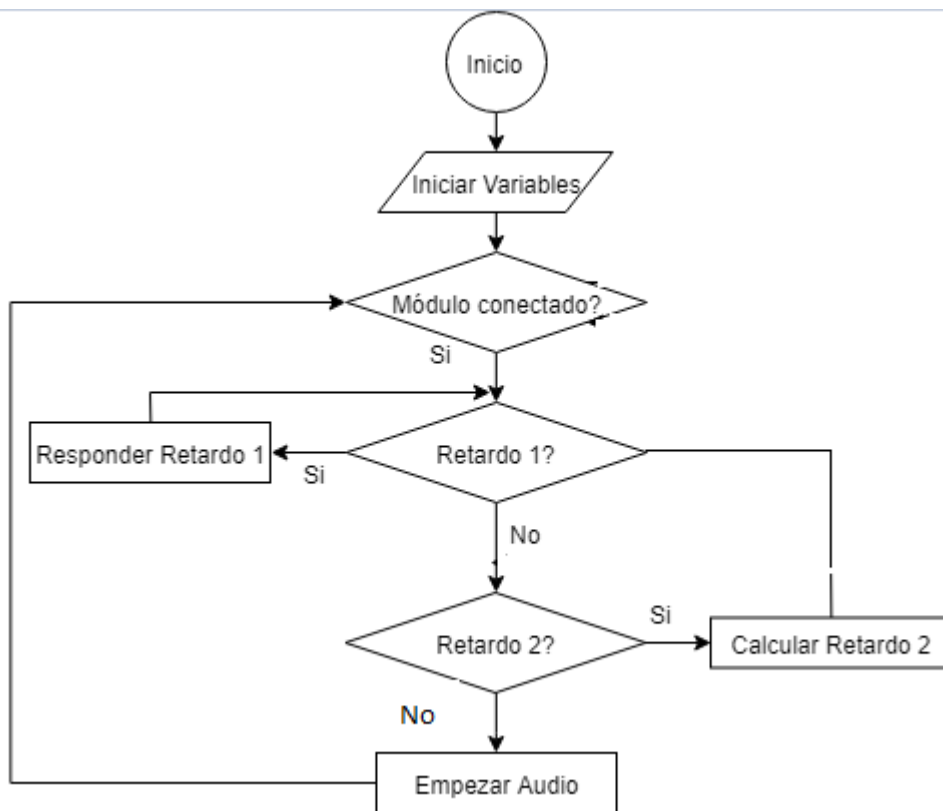 Inicio
Iniciar Variables
Módulo conectado?
Si
Responder Retardo 1
Si
Retardo 1?
No
Retardo 2?
Si
Calcular Retardo 2
No
Empezar Audio